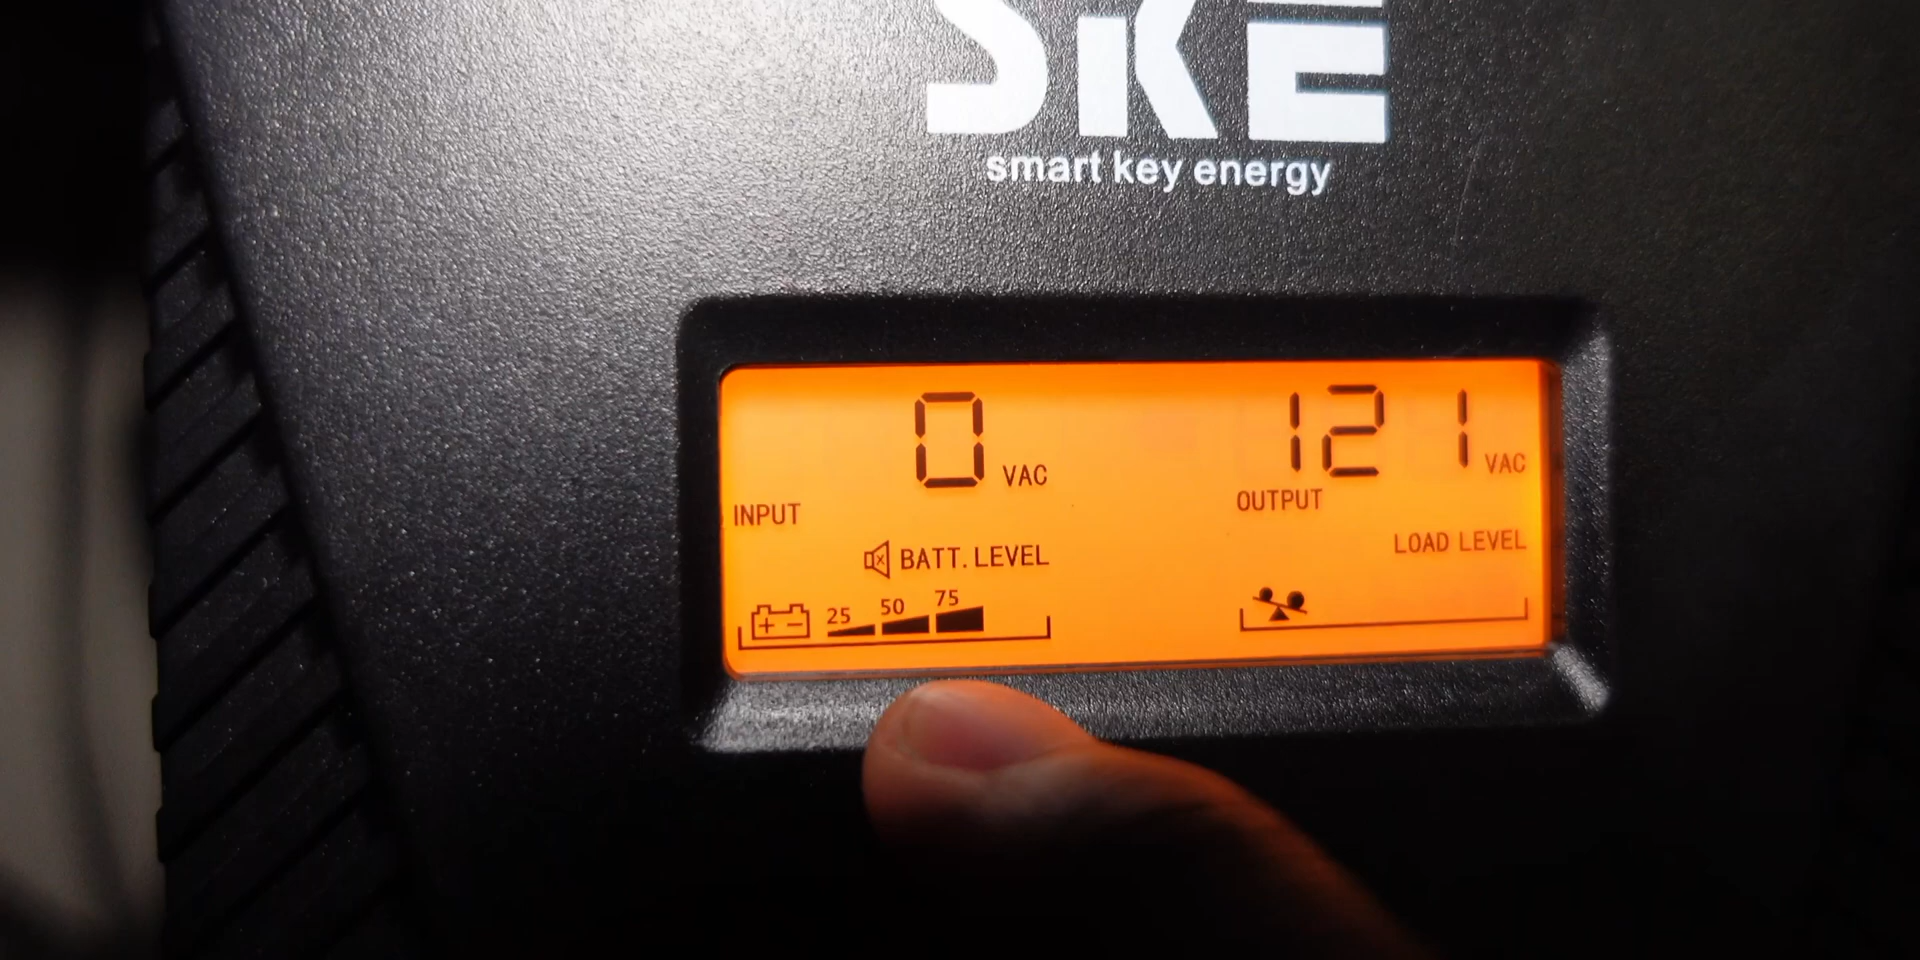 SKE
smart key energy
0 VAC
121 VAC
INPUT
OUTPUT
BATT. LEVEL
LOAD LEVEL
25 50 75
+ -